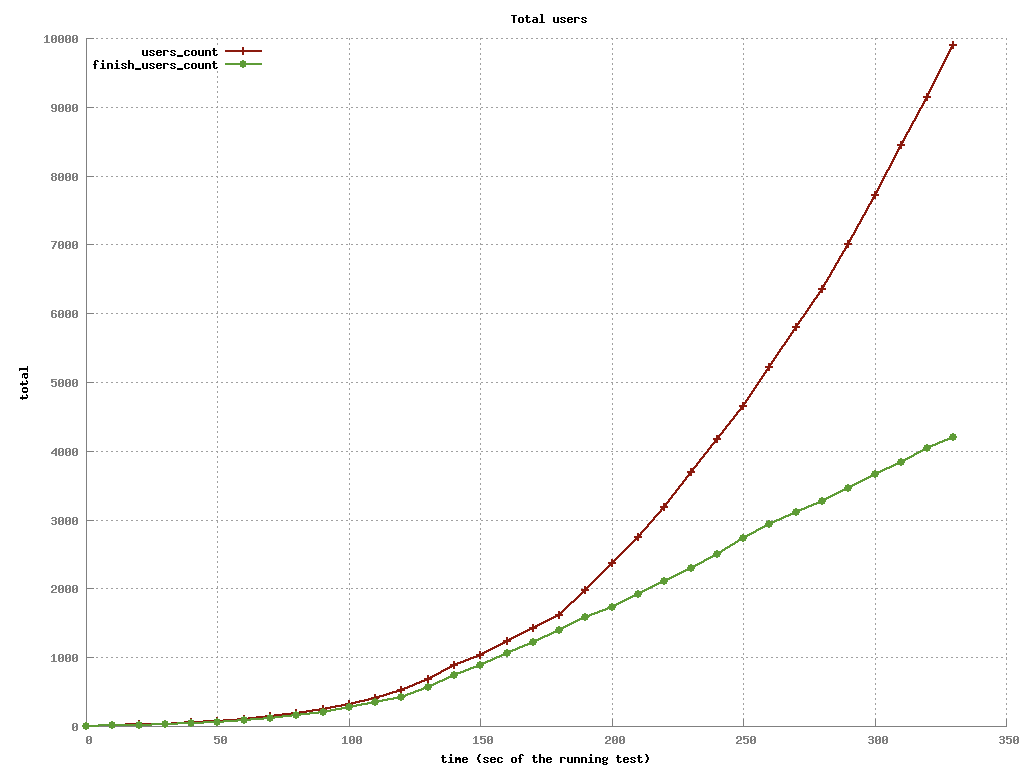 Total users
users_count
finish_users_count
10000
9000
8000
7000
6000
5000
4000
3000
2000
1000
0
total
0 50 100 150 200 250 300 350
time (sec of the running test)